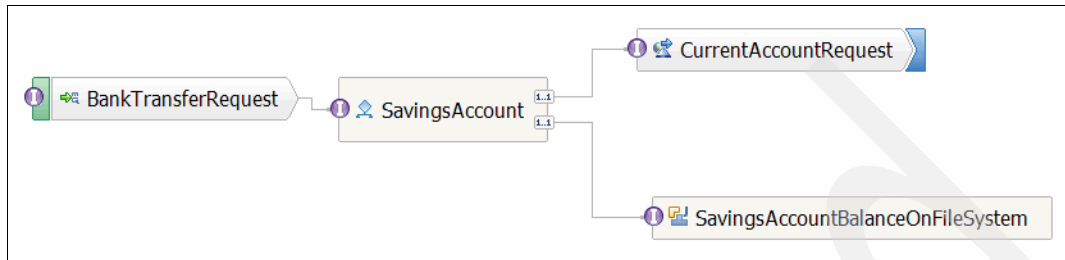 CurrentAccountRequest
BankTransferRequest
SavingsAccount
1..1
1..1
SavingsAccountBalanceOnFileSystem